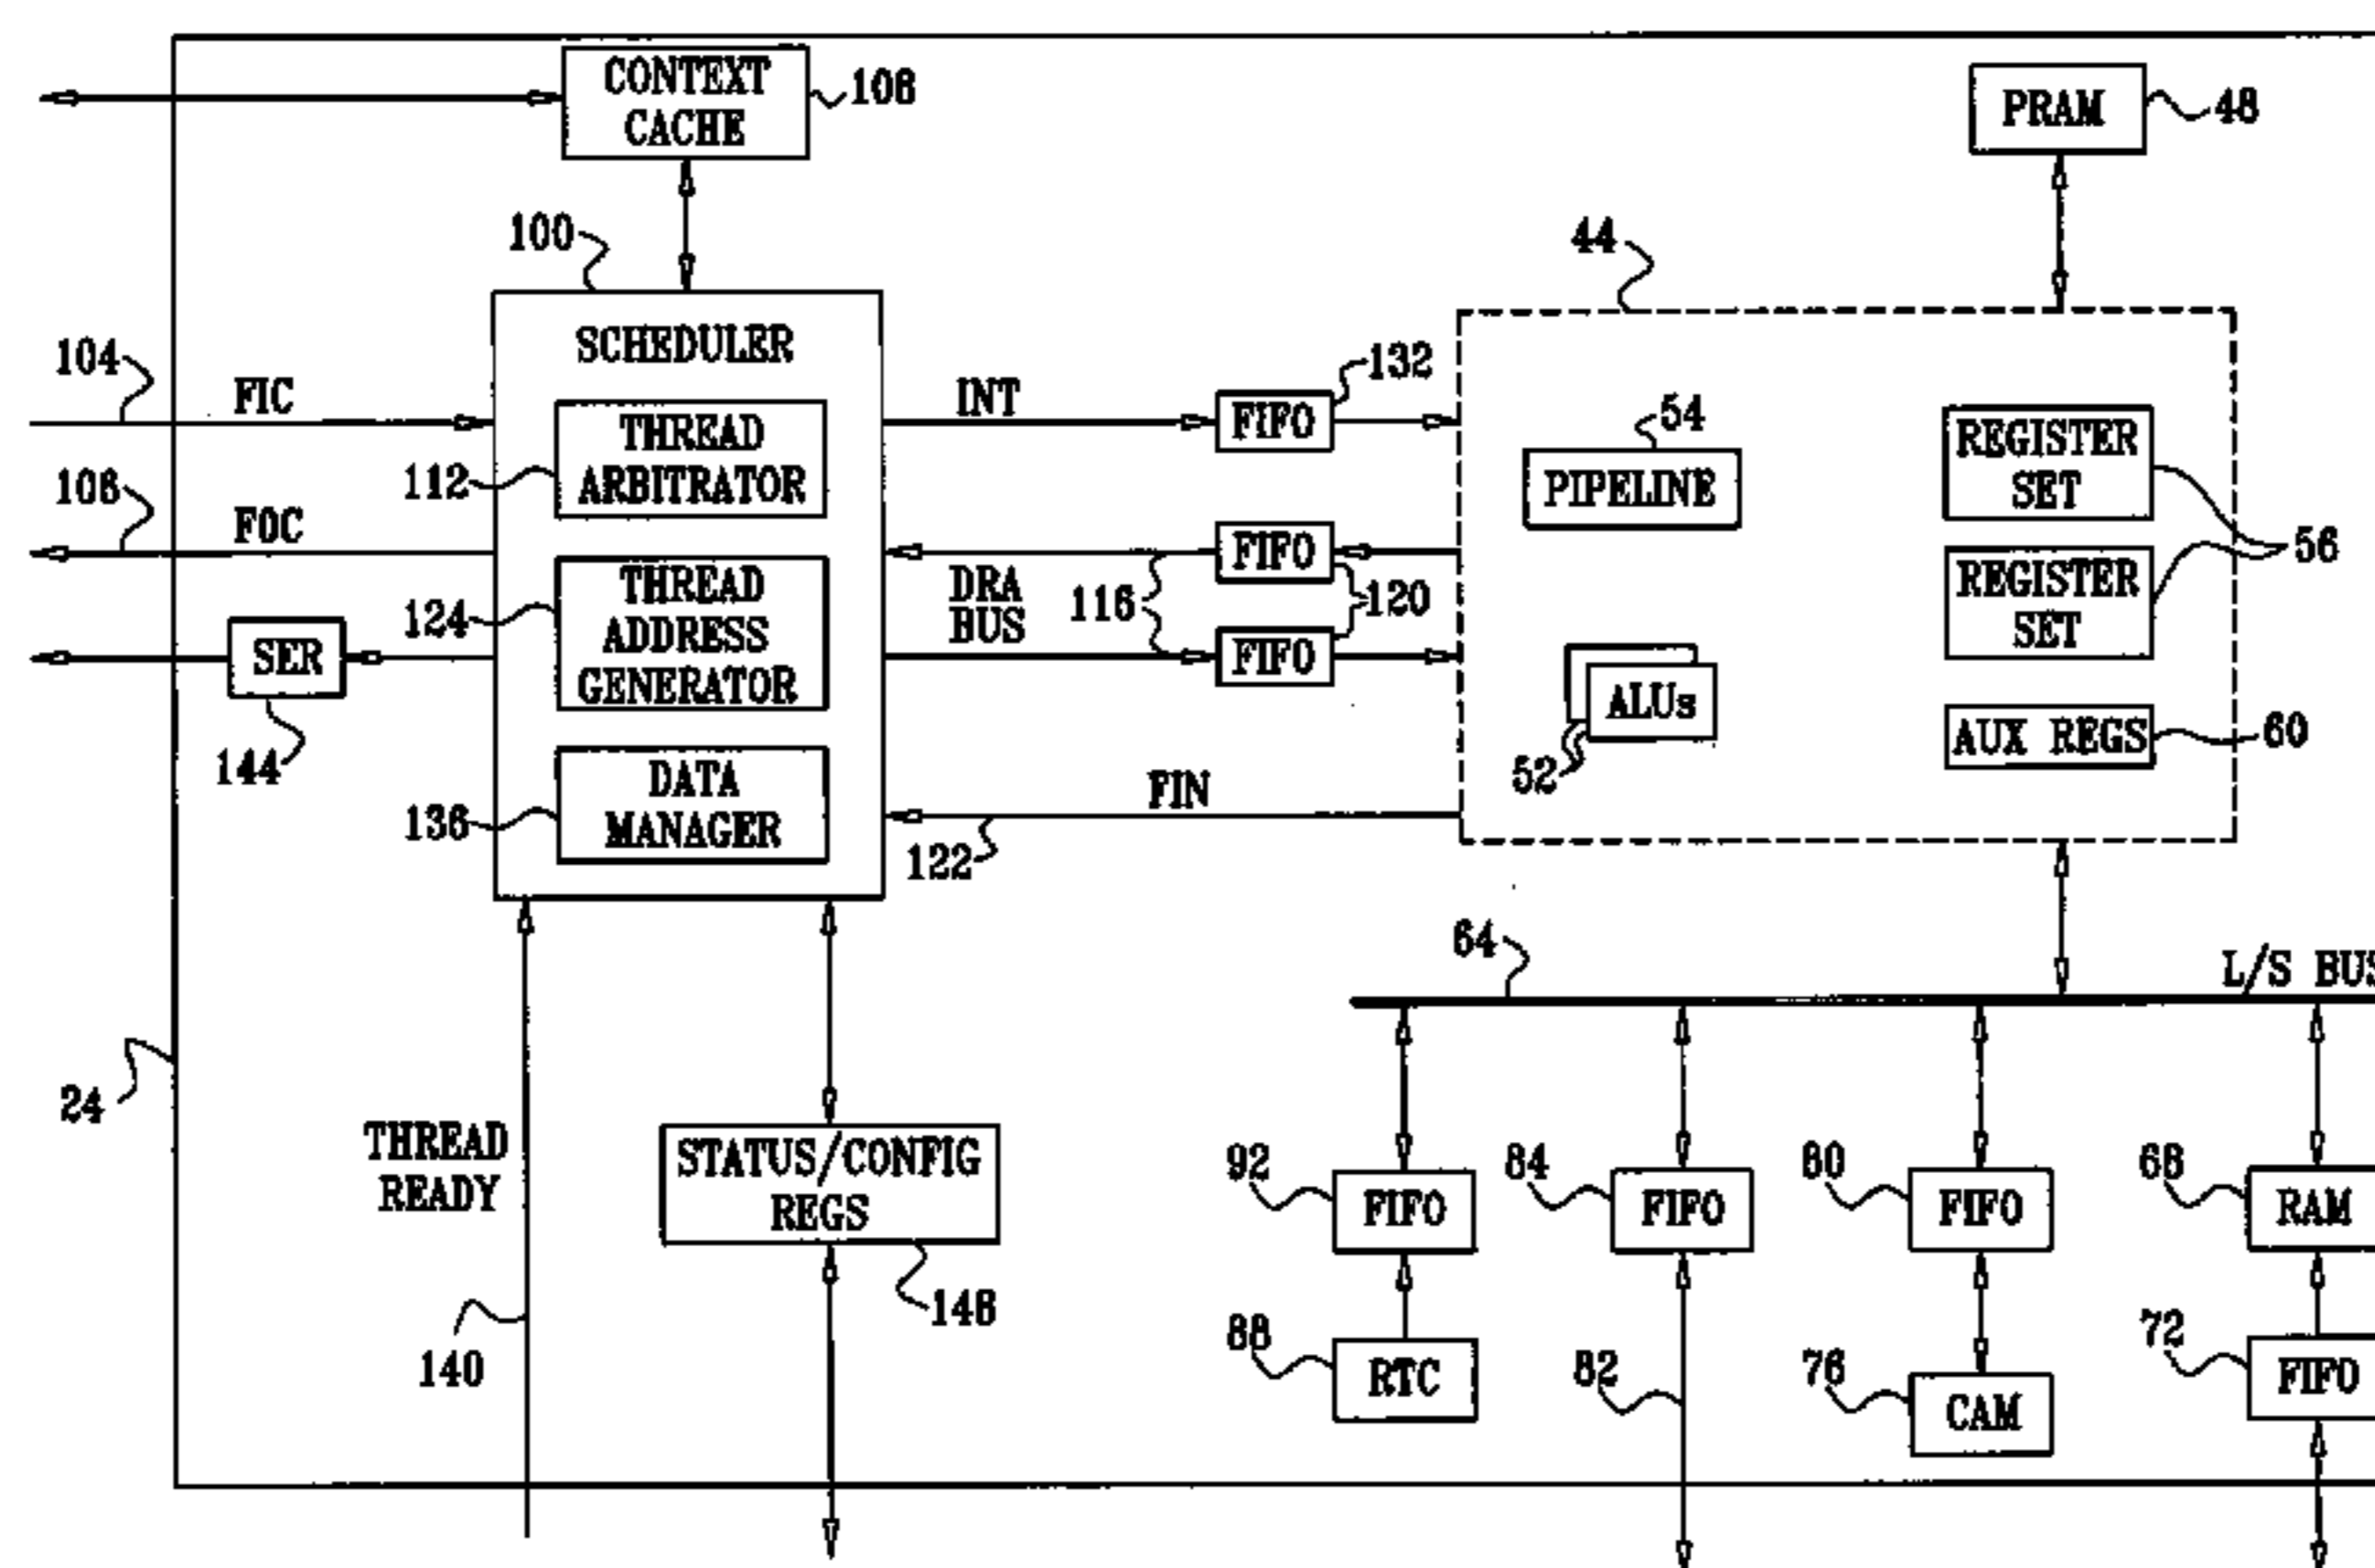 CONTEXT
CACHE
108
PRAM
48
100
44
SCHEDULER
104
FIC
INT
FIFO
132
54
THREAD
ARBITRATOR
112
PIPELINE
REGISTER
SET
106
FOC
FIFO
56
THREAD
ADDRESS
GENERATOR
124
DRA
BUS
116
120
REGISTER
SET
SER
FIFO
ALUs
144
52
AUX REGS
60
DATA
MANAGER
136
FIN
122
64
L/S BUS
24
THREAD
READY
STATUS/CONFIG
REGS
92
FIFO
84
FIFO
80
FIFO
68
RAM
148
140
88
RTC
82
76
CAM
72
FIFO